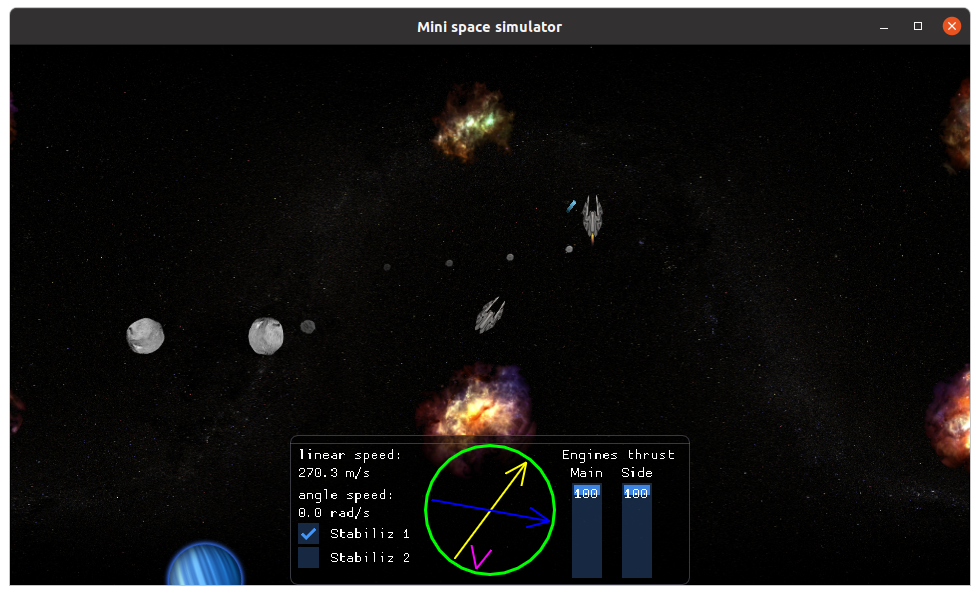 Mini space simulator
linear speed:
270.3 m/s
angle speed:
0.0 rad/s
Stabiliz 1
Stabiliz 2
Engines thrust
Main Side
100 100